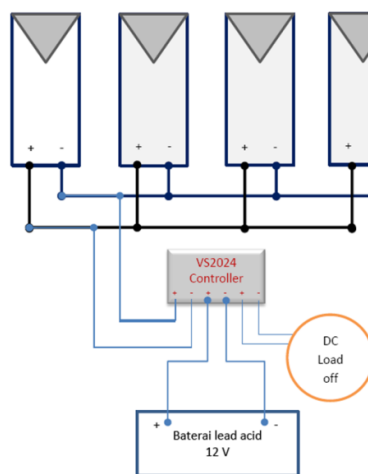 + - + - + - +
VS2024
Controller
+ - + - + -
DC
Load
off
+ Baterai lead acid -
12 V